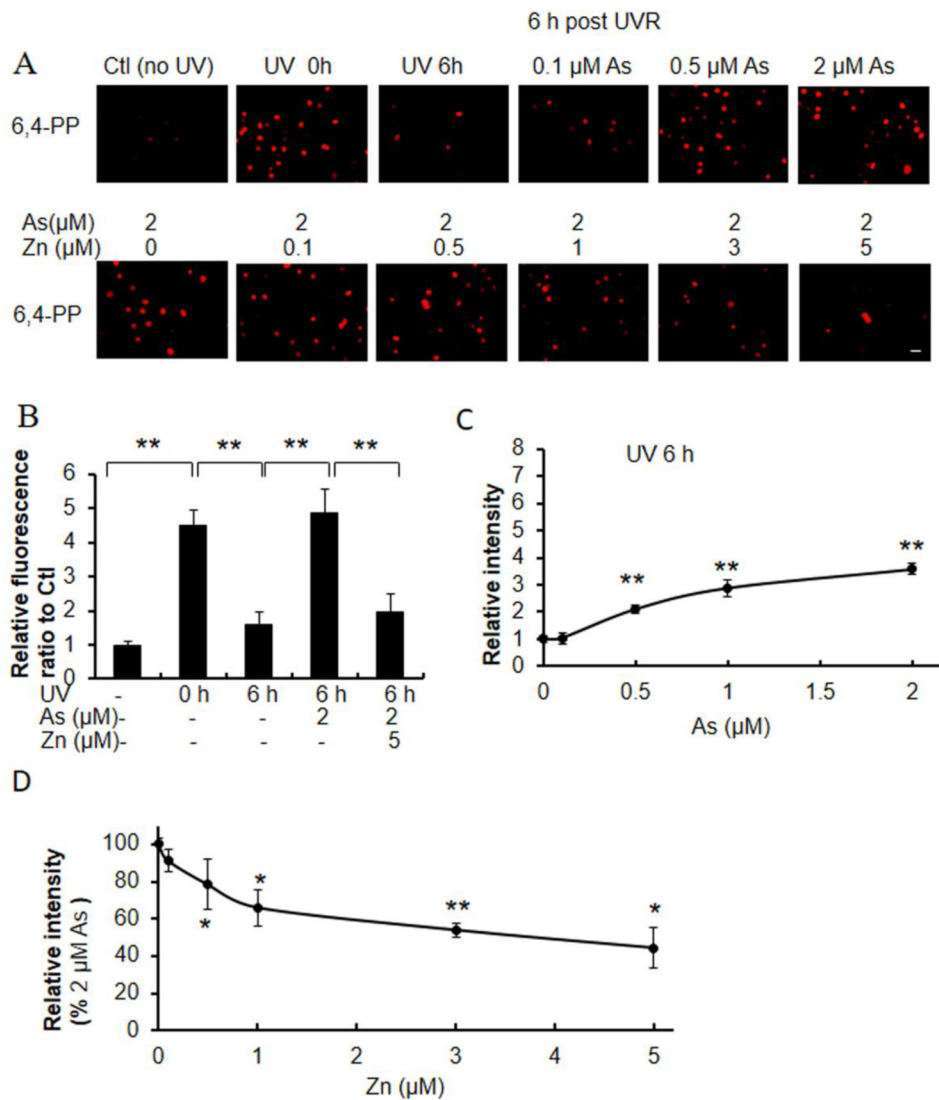 6 h post UVR
A
Ctl (no UV) UV 0h UV 6h 0.1 µM As 0.5 µM As 2 µM As
6,4-PP
As(µM) 2 2 2 2 2 2
Zn (µM) 0 0.1 0.5 1 3 5
6,4-PP
B
** ** ** **
Relative fluorescence
ratio to Ctl
6
5
4
3
2
1
0
UV - 0 h 6 h 6 h 6 h
As (µM)- - - 2 2
Zn (µM)- - - - 5
C
UV 6 h
Relative intensity
8
7
6
5
4
3
2
1
0
** ** **
0 0.5 1 1.5 2
As (µM)
D
Relative intensity
(% 2 µM As)
100
80
60
40
20
0
* * ** *
0 1 2 3 4 5
Zn (µM)